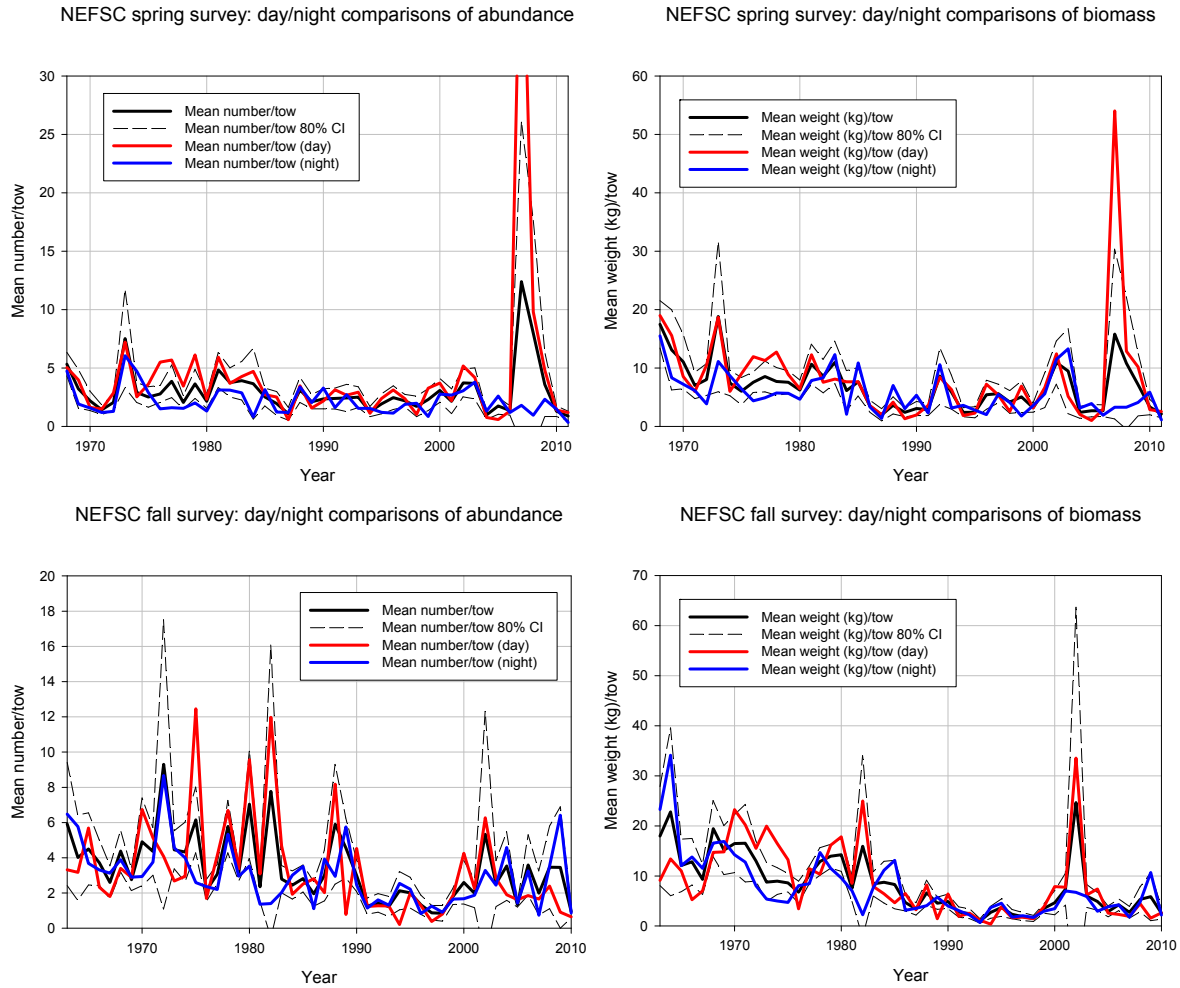 NEFSC spring survey: day/night comparisons of abundance
30
25
20
15
10
5
0
Mean number/tow
Mean number/tow
Mean number/tow 80% CI
Mean number/tow (day)
Mean number/tow (night)
1970
1980
1990
2000
2010
Year
NEFSC spring survey: day/night comparisons of biomass
60
50
40
30
20
10
0
Mean weight (kg)/tow
Mean weight (kg)/tow
Mean weight (kg)/tow 80% CI
Mean weight (kg)/tow (day)
Mean weight (kg)/tow (night)
1970
1980
1990
2000
2010
Year
NEFSC fall survey: day/night comparisons of abundance
20
18
16
14
12
10
8
6
4
2
0
Mean number/tow
Mean number/tow
Mean number/tow 80% CI
Mean number/tow (day)
Mean number/tow (night)
1970
1980
1990
2000
2010
Year
NEFSC fall survey: day/night comparisons of biomass
70
60
50
40
30
20
10
0
Mean weight (kg)/tow
Mean weight (kg)/tow
Mean weight (kg)/tow 80% CI
Mean weight (kg)/tow (day)
Mean weight (kg)/tow (night)
1970
1980
1990
2000
2010
Year